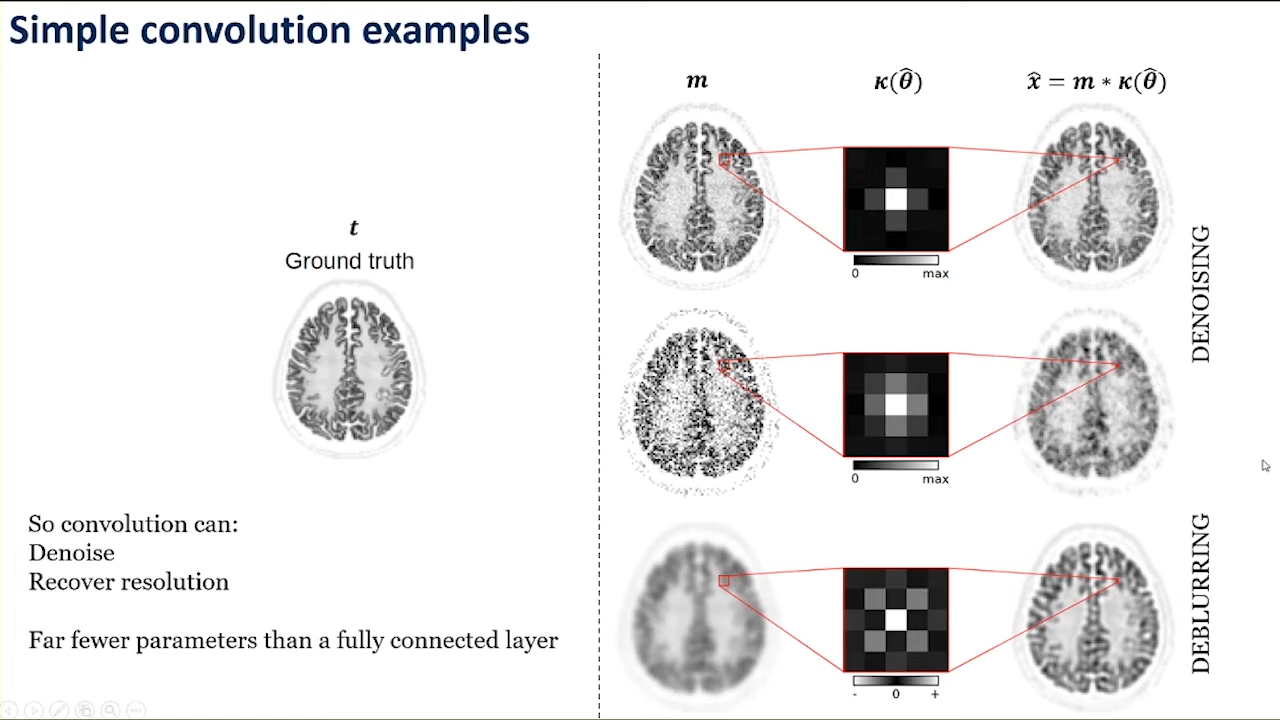 Simple convolution examples
t
Ground truth
So convolution can:
Denoise
Recover resolution
Far fewer parameters than a fully connected layer
m κ(θ̂) x̂ = m ∗ κ(θ̂)
0 max
DENOISING
0 max
- 0 +
DEBLURRING